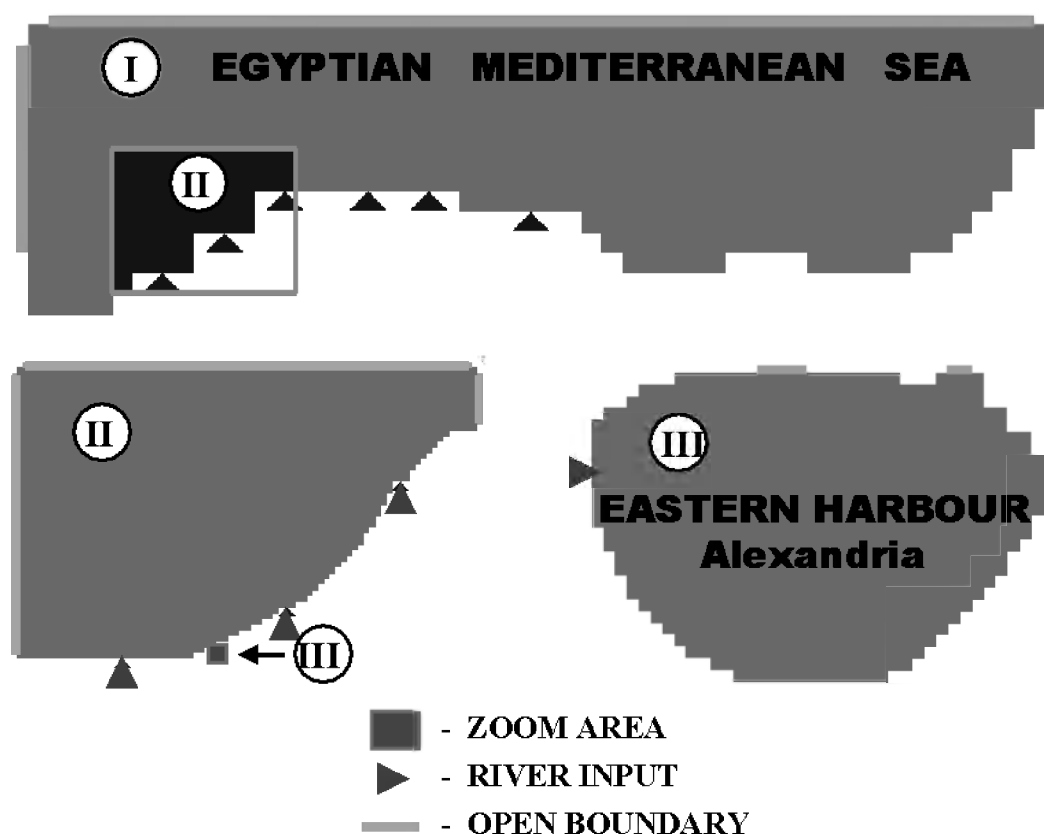 I EGYPTIAN MEDITERRANEAN SEA
II
II
III
EASTERN HARBOUR
Alexandria
III
- ZOOM AREA
- RIVER INPUT
- OPEN BOUNDARY